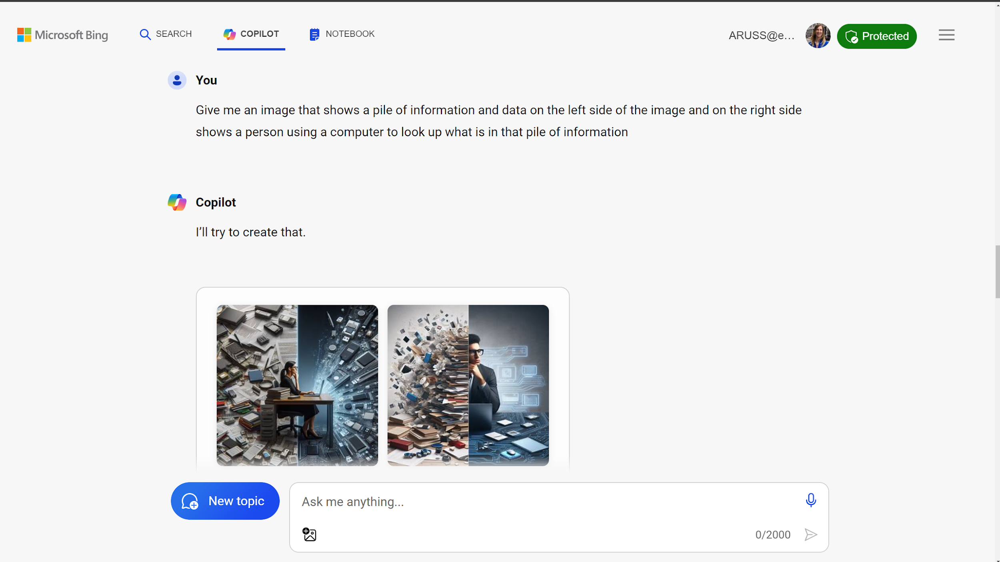 Microsoft Bing
SEARCH
COPILOT
NOTEBOOK
ARUSS@e...
Protected
You
Give me an image that shows a pile of information and data on the left side of the image and on the right side
shows a person using a computer to look up what is in that pile of information
Copilot
I’ll try to create that.
New topic
Ask me anything...
0/2000